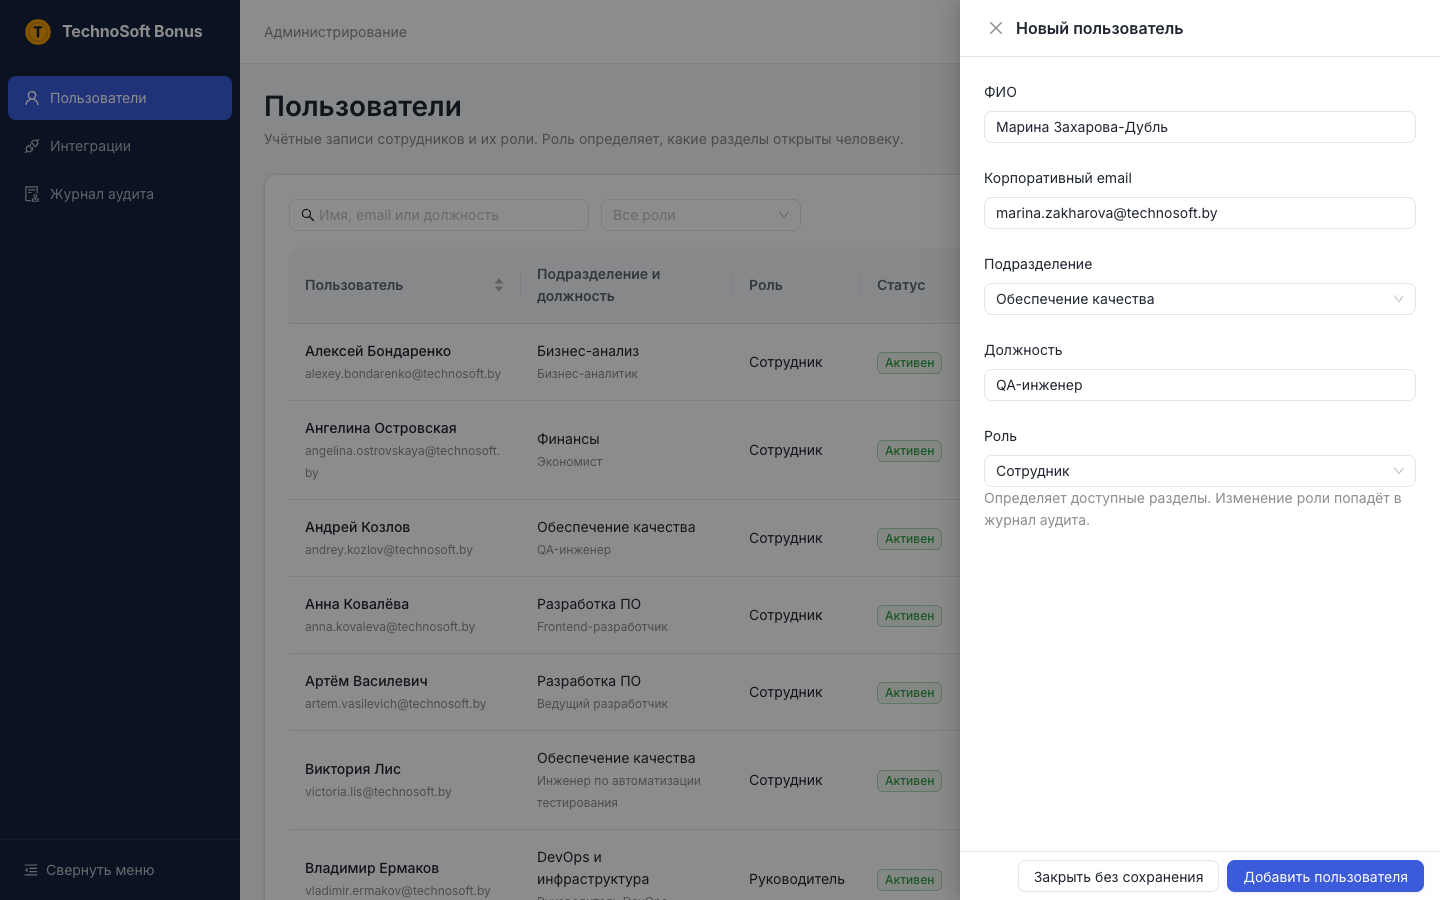 TechnoSoft Bonus
Пользователи
Интеграции
Журнал аудита
Свернуть меню
Администрирование
Пользователи
Учётные записи сотрудников и их роли. Роль определяет, какие разделы открыты человеку.
Имя, email или должность
Все роли
Пользователь
Подразделение и
должность
Роль
Статус
Алексей Бондаренко
alexey.bondarenko@technosoft.by
Бизнес-анализ
Бизнес-аналитик
Сотрудник
Активен
Ангелина Островская
angelina.ostrovskaya@technosoft.
by
Финансы
Экономист
Сотрудник
Активен
Андрей Козлов
andrey.kozlov@technosoft.by
Обеспечение качества
QA-инженер
Сотрудник
Активен
Анна Ковалёва
anna.kovaleva@technosoft.by
Разработка ПО
Frontend-разработчик
Сотрудник
Активен
Артём Василевич
artem.vasilevich@technosoft.by
Разработка ПО
Ведущий разработчик
Сотрудник
Активен
Виктория Лис
victoria.lis@technosoft.by
Обеспечение качества
Инженер по автоматизации
тестирования
Сотрудник
Активен
Владимир Ермаков
vladimir.ermakov@technosoft.by
DevOps и
инфраструктура
Руководитель DevOps
Руководитель
Активен
Новый пользователь
ФИО
Марина Захарова-Дубль
Корпоративный email
marina.zakharova@technosoft.by
Подразделение
Обеспечение качества
Должность
QA-инженер
Роль
Сотрудник
Определяет доступные разделы. Изменение роли попадёт в
журнал аудита.
Закрыть без сохранения
Добавить пользователя